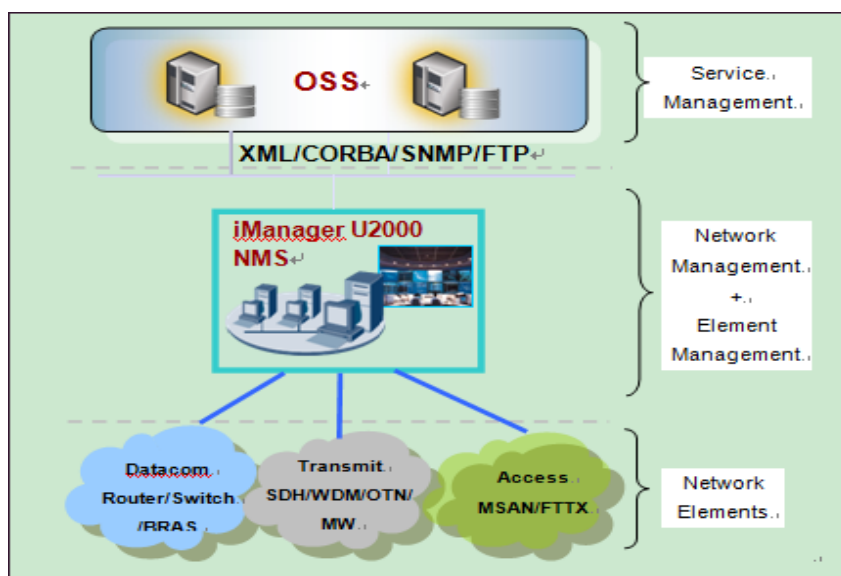 OSS
Service
Management
XML/CORBA/SNMP/FTP
iManager U2000
NMS
Network
Management
+
Element
Management
Datacom
Router/Switch
/BRAS
Transmit
SDH/WDM/OTN/
MW
Access
MSAN/FTTX
Network
Elements